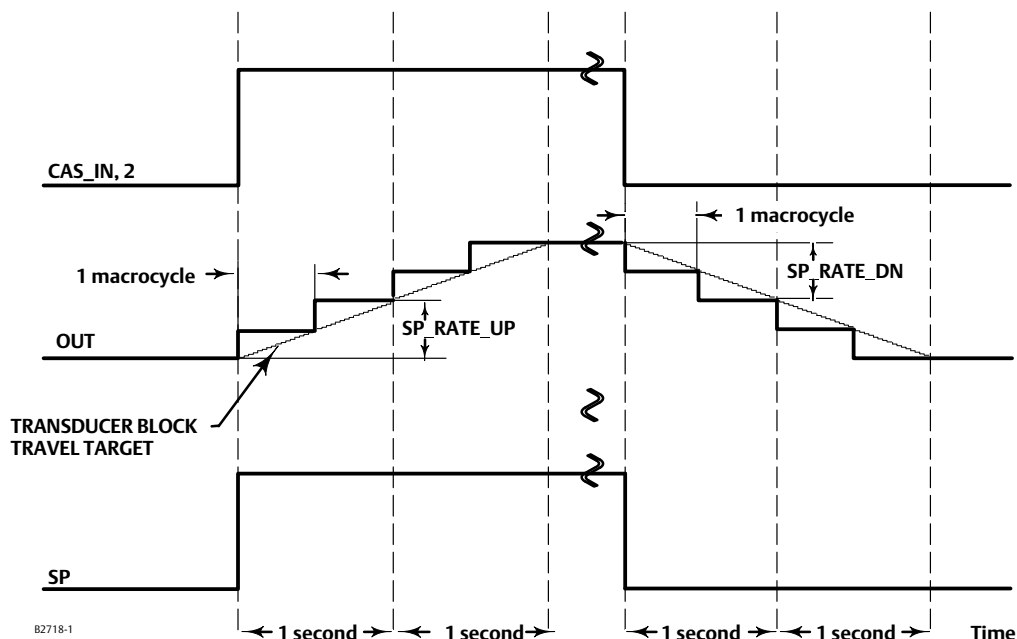 CAS_IN, 2
1 macrocycle
1 macrocycle
SP_RATE_DN
SP_RATE_UP
OUT
TRANSDUCER BLOCK
TRAVEL TARGET
SP
B2718-1
1 second
1 second
1 second
1 second
Time